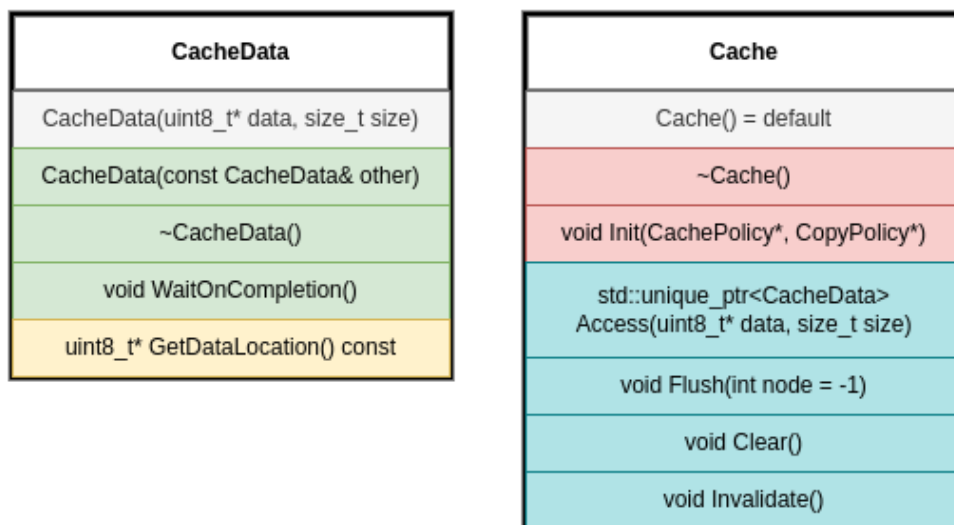 CacheData
CacheData(uint8_t* data, size_t size)
CacheData(const CacheData& other)
~CacheData()
void WaitOnCompletion()
uint8_t* GetDataLocation() const
Cache
Cache() = default
~Cache()
void Init(CachePolicy*, CopyPolicy*)
std::unique_ptr<CacheData>
Access(uint8_t* data, size_t size)
void Flush(int node = -1)
void Clear()
void Invalidate()